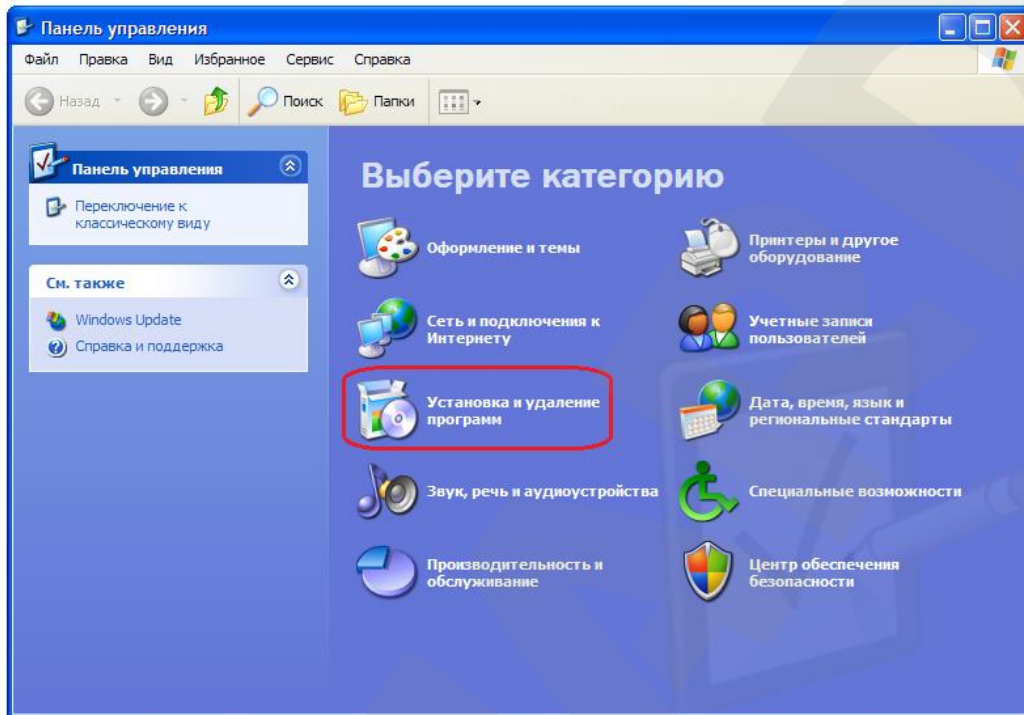 Панель управления
Файл Правка Вид Избранное Сервис Справка
Назад Поиск Папки
Панель управления
Переключение к
классическому виду
См. также
Windows Update
Справка и поддержка
Выберите категорию
Оформление и темы
Принтеры и другое
оборудование
Сеть и подключения к
Интернету
Учетные записи
пользователей
Установка и удаление
программ
Дата, время, язык и
региональные стандарты
Звук, речь и аудиоустройства
Специальные возможности
Производительность и
обслуживание
Центр обеспечения
безопасности